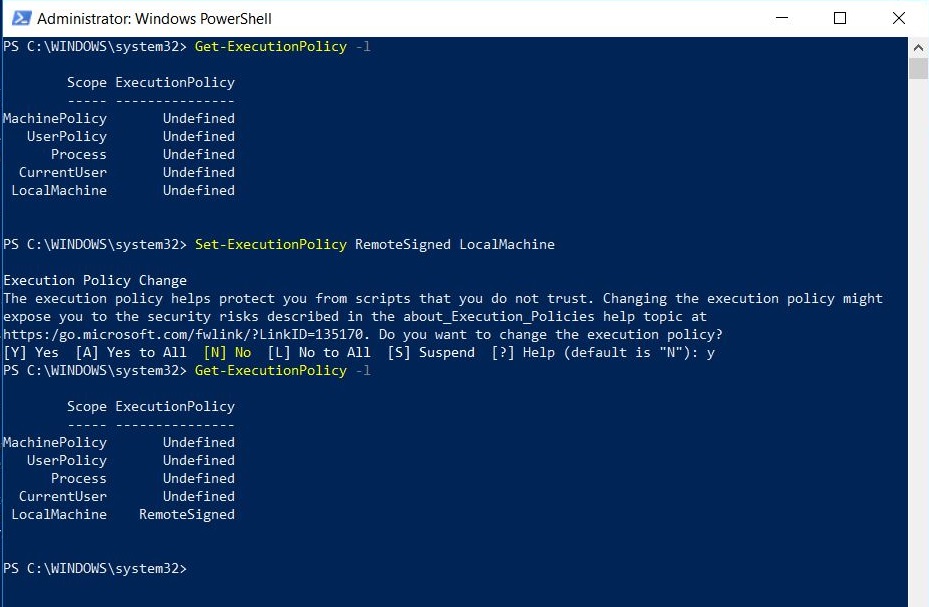 Administrator: Windows PowerShell
PS C:\WINDOWS\system32> Get-ExecutionPolicy -l
Scope ExecutionPolicy
----- ---------------
MachinePolicy Undefined
UserPolicy Undefined
Process Undefined
CurrentUser Undefined
LocalMachine Undefined
PS C:\WINDOWS\system32> Set-ExecutionPolicy RemoteSigned LocalMachine
Execution Policy Change
The execution policy helps protect you from scripts that you do not trust. Changing the execution policy might
expose you to the security risks described in the about_Execution_Policies help topic at
https:/go.microsoft.com/fwlink/?LinkID=135170. Do you want to change the execution policy?
[Y] Yes [A] Yes to All [N] No [L] No to All [S] Suspend [?] Help (default is "N"): y
PS C:\WINDOWS\system32> Get-ExecutionPolicy -l
Scope ExecutionPolicy
----- ---------------
MachinePolicy Undefined
UserPolicy Undefined
Process Undefined
CurrentUser Undefined
LocalMachine RemoteSigned
PS C:\WINDOWS\system32>